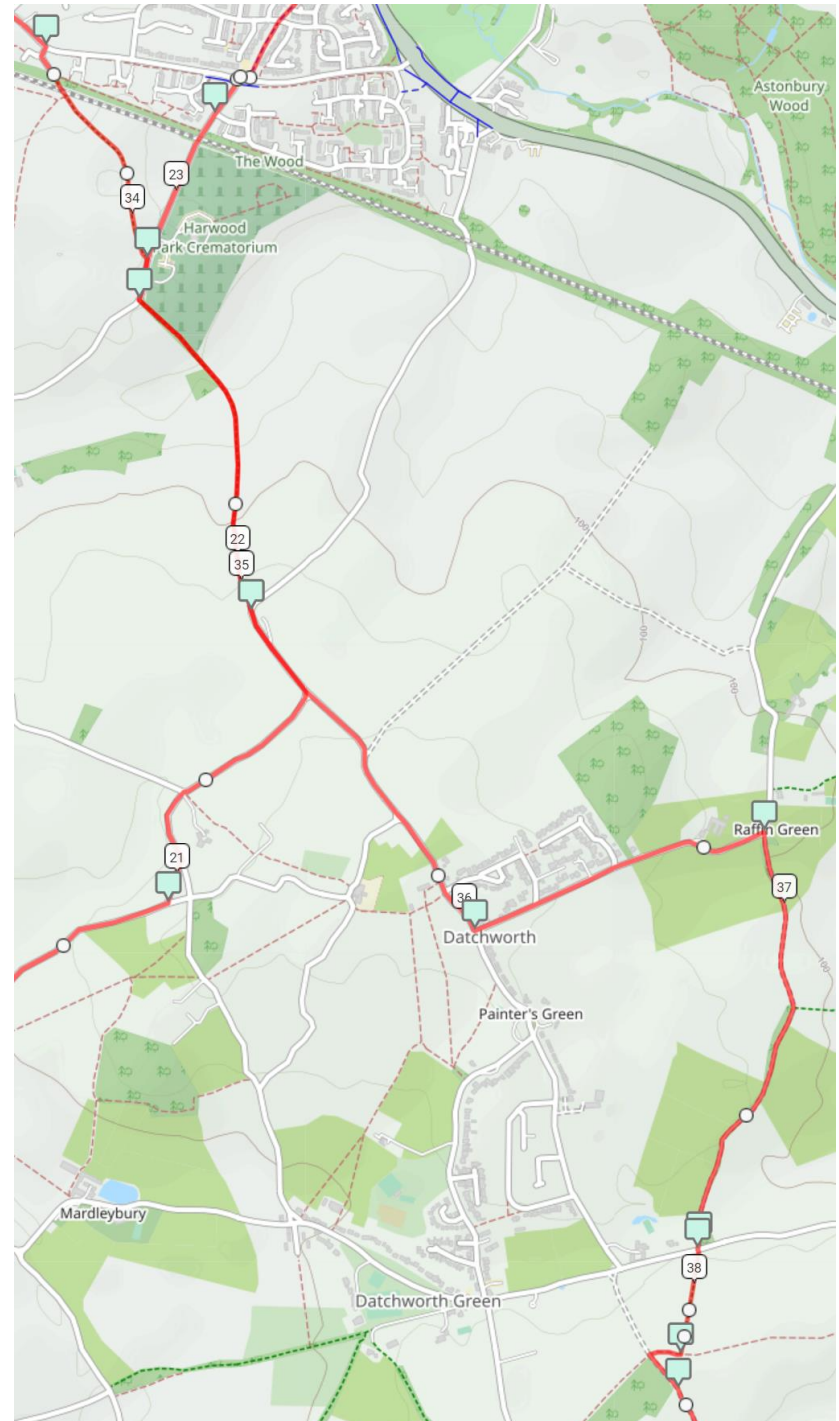 Astonbury
Wood
The Wood
23
34
Harwood
Park Crematorium
100
22
35
100
100
Raffin Green
21
37
36
Datchworth
100
Painter's Green
Mardleybury
38
Datchworth Green